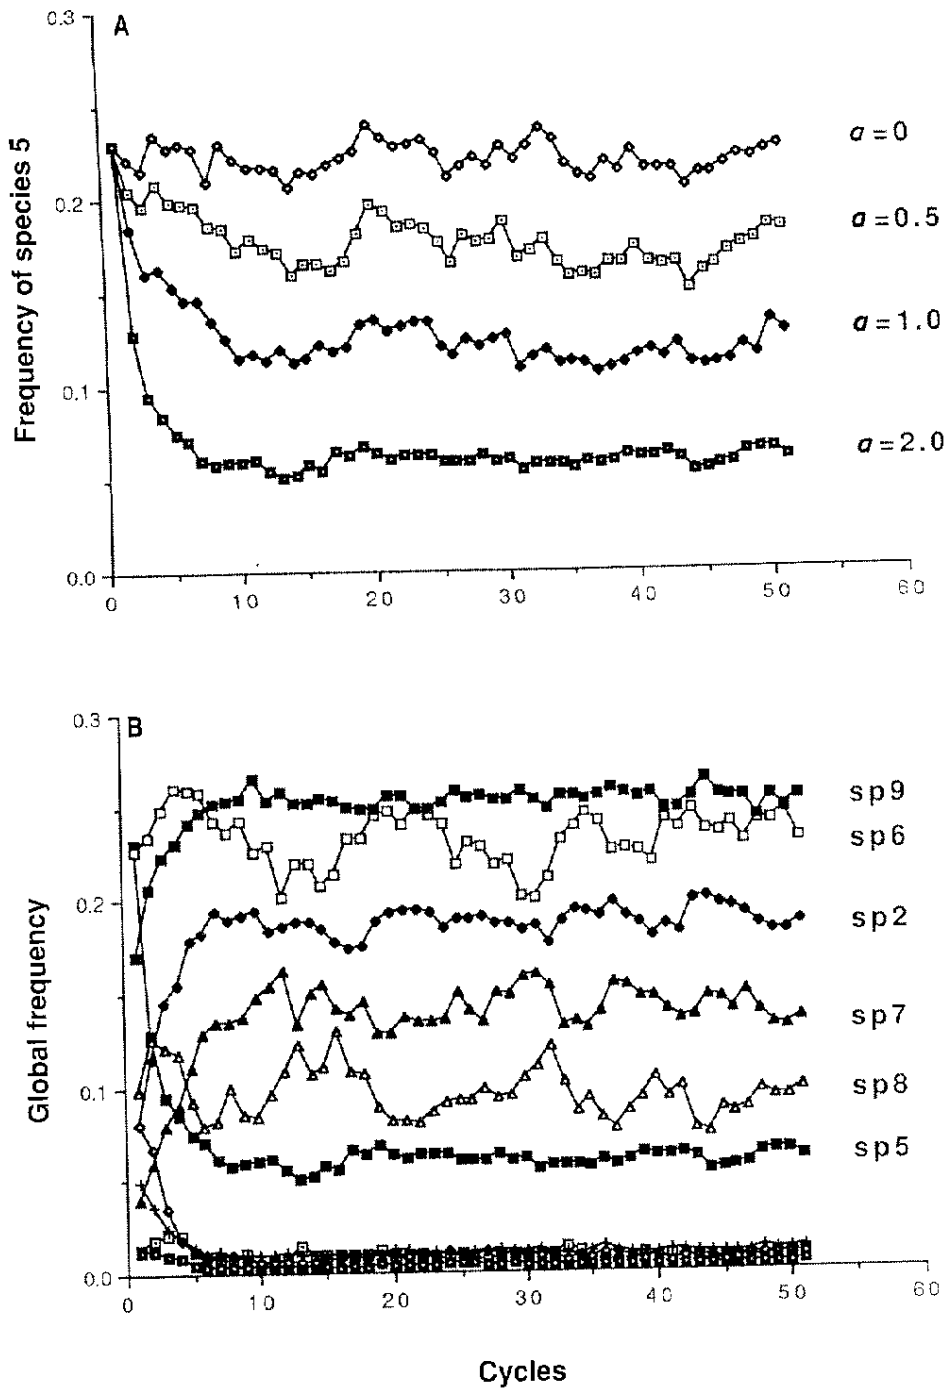 0.3
A
Frequency of species 5
a = 0
0.2
a = 0.5
a = 1.0
0.1
a = 2.0
0.0
0 10 20 30 40 50 60
0.3
B
Global frequency
sp9
sp6
0.2
sp2
sp7
0.1
sp8
sp5
0.0
0 10 20 30 40 50 60
Cycles